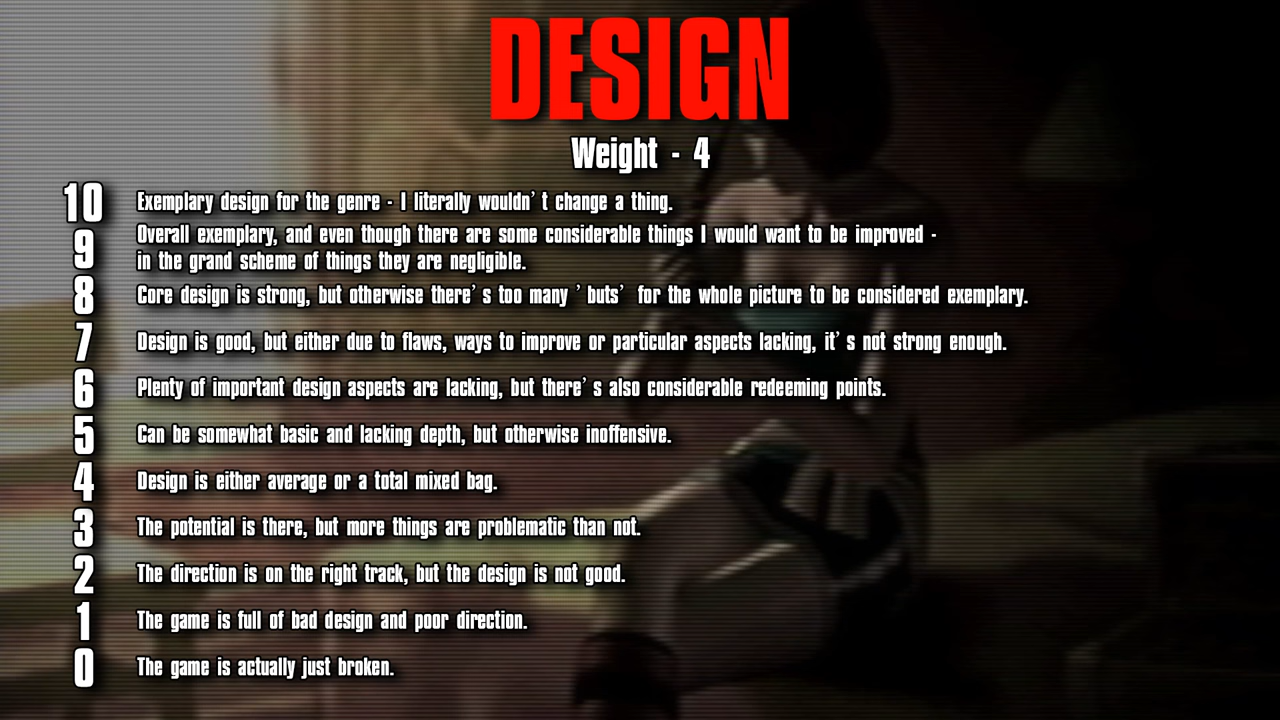 DESIGN
Weight - 4
10 Exemplary design for the genre - I literally wouldn't change a thing.
9 Overall exemplary, and even though there are some considerable things I would want to be improved -
in the grand scheme of things they are negligible.
8 Core design is strong, but otherwise there's too many 'buts' for the whole picture to be considered exemplary.
7 Design is good, but either due to flaws, ways to improve or particular aspects lacking, it's not strong enough.
6 Plenty of important design aspects are lacking, but there's also considerable redeeming points.
5 Can be somewhat basic and lacking depth, but otherwise inoffensive.
4 Design is either average or a total mixed bag.
3 The potential is there, but more things are problematic than not.
2 The direction is on the right track, but the design is not good.
1 The game is full of bad design and poor direction.
0 The game is actually just broken.